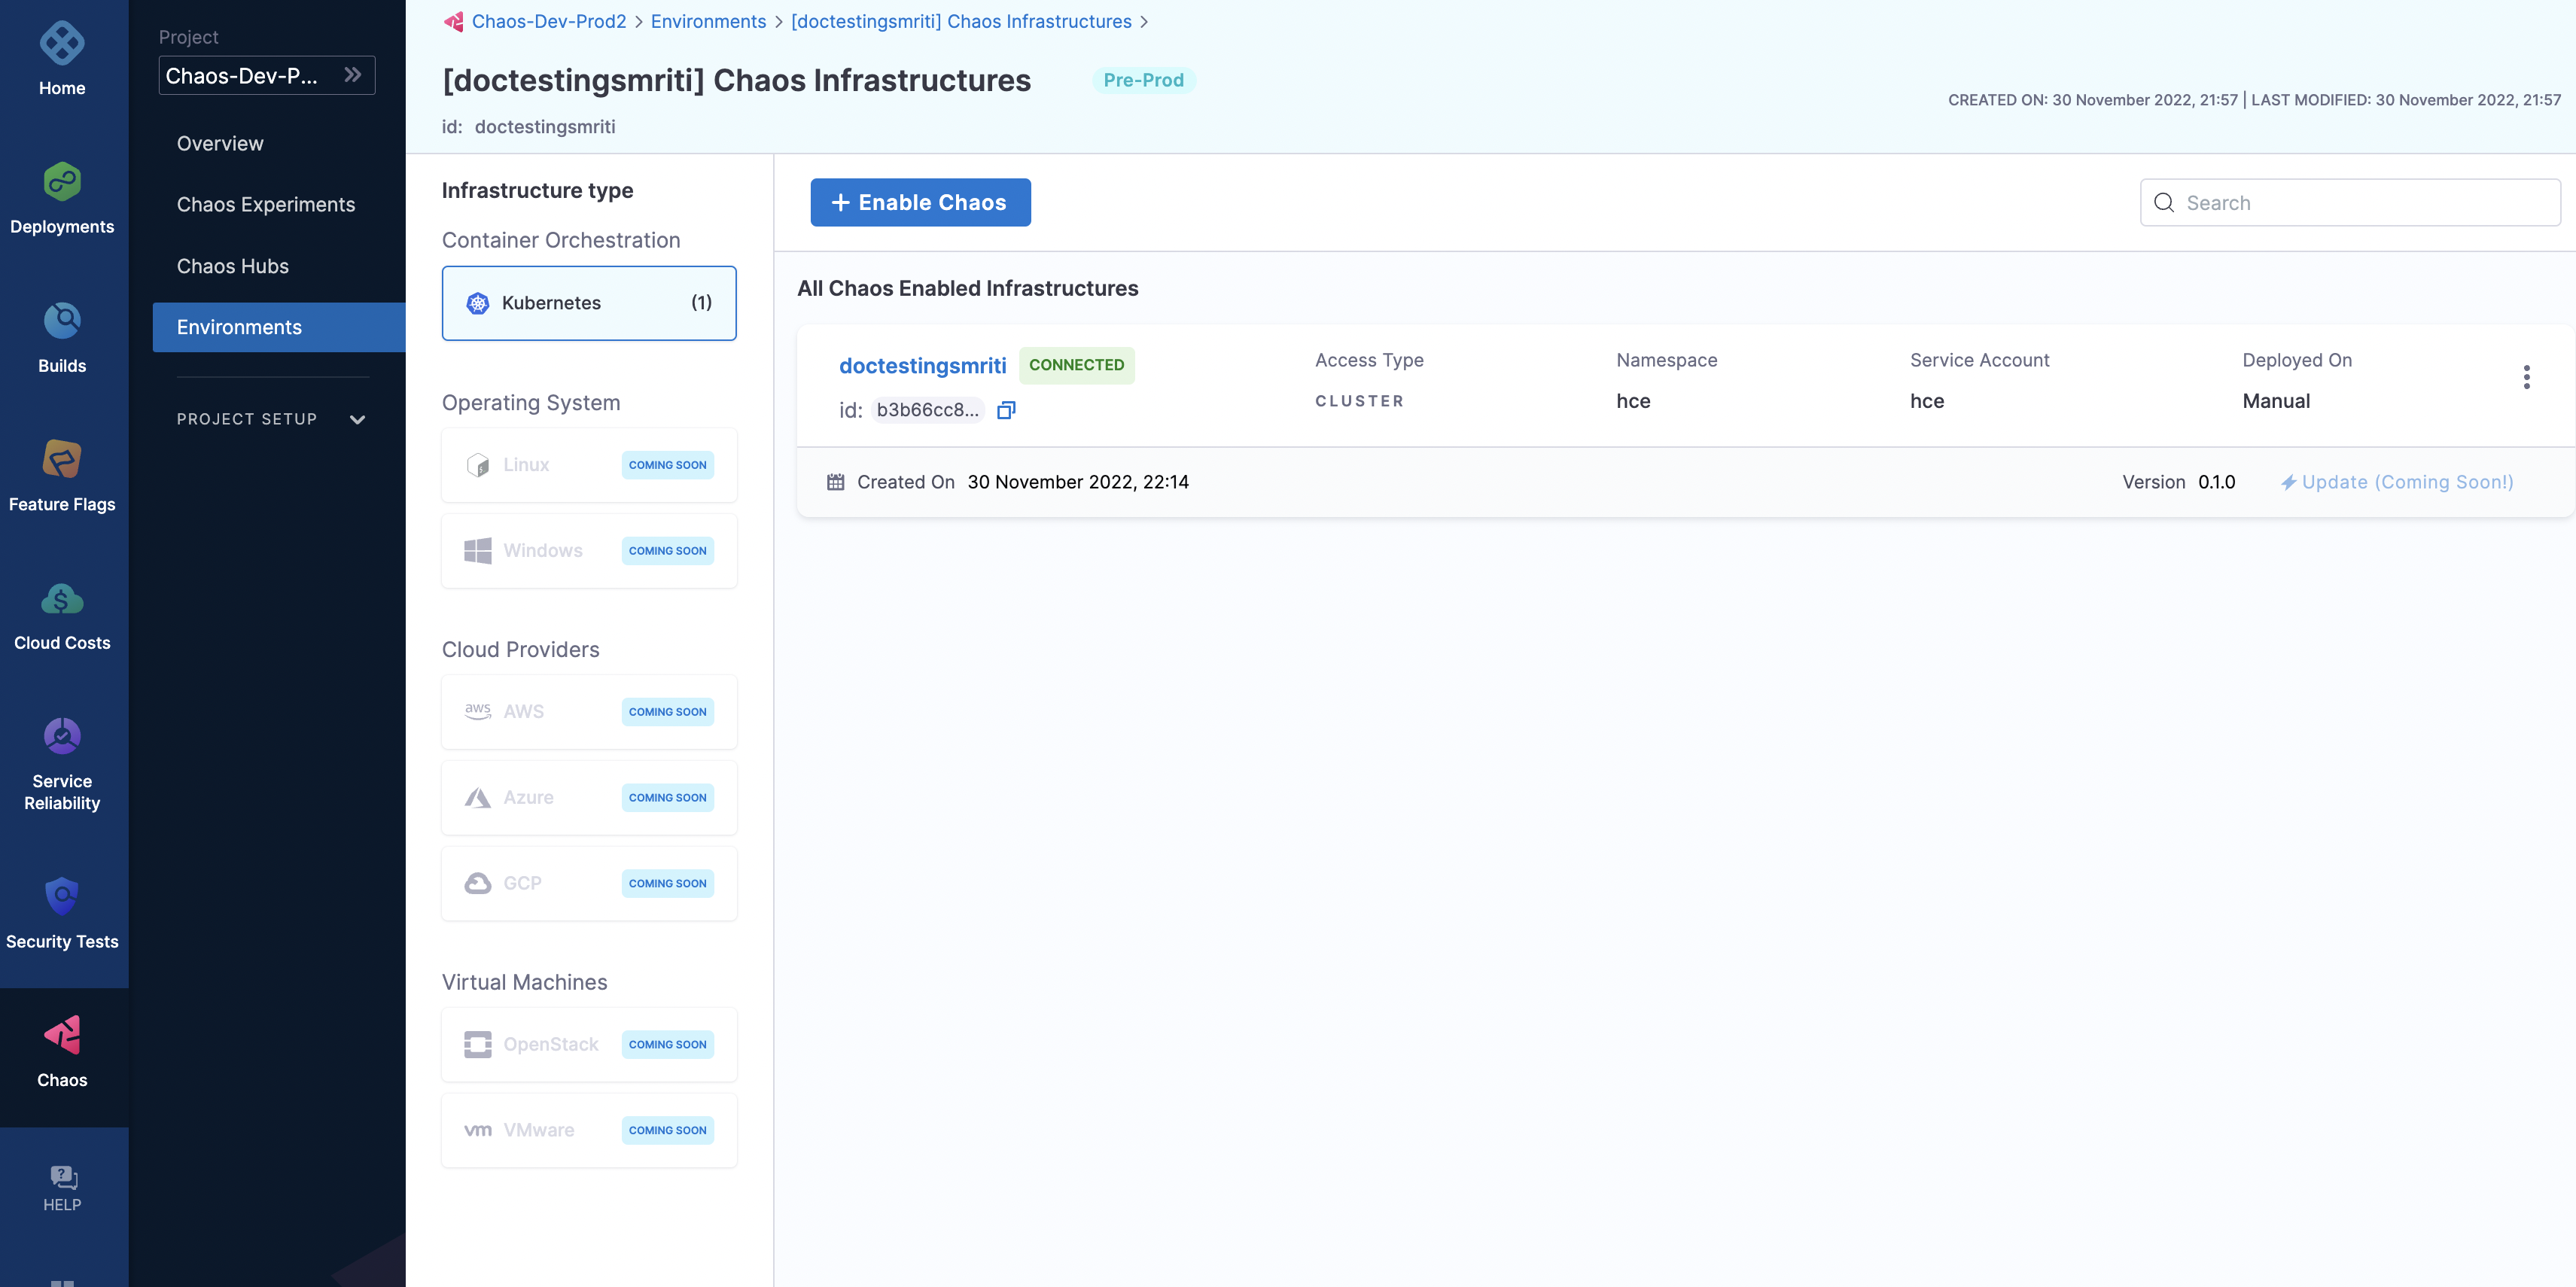 Home
Deployments
Builds
Feature Flags
Cloud Costs
Service
Reliability
Security Tests
Chaos
HELP
Project
Chaos-Dev-P...
Overview
Chaos Experiments
Chaos Hubs
Environments
PROJECT SETUP
Chaos-Dev-Prod2 > Environments > [doctestingsmriti] Chaos Infrastructures >
[doctestingsmriti] Chaos Infrastructures Pre-Prod
id: doctestingsmriti
CREATED ON: 30 November 2022, 21:57 | LAST MODIFIED: 30 November 2022, 21:57
Infrastructure type
Container Orchestration
Kubernetes (1)
Operating System
Linux COMING SOON
Windows COMING SOON
Cloud Providers
aws AWS COMING SOON
Azure COMING SOON
GCP COMING SOON
Virtual Machines
OpenStack COMING SOON
vm VMware COMING SOON
+ Enable Chaos
Search
All Chaos Enabled Infrastructures
doctestingsmriti CONNECTED
id: b3b66cc8...
Access Type
CLUSTER
Namespace
hce
Service Account
hce
Deployed On
Manual
Created On 30 November 2022, 22:14
Version 0.1.0
Update (Coming Soon!)